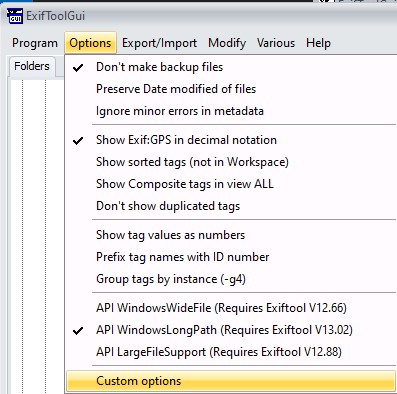 GUI ExifToolGui
Program Options Export/Import Modify Various Help
Folders
Don't make backup files
Preserve Date modified of files
Ignore minor errors in metadata
Show Exif:GPS in decimal notation
Show sorted tags (not in Workspace)
Show Composite tags in view ALL
Don't show duplicated tags
Show tag values as numbers
Prefix tag names with ID number
Group tags by instance (-g4)
API WindowsWideFile (Requires Exiftool V12.66)
API WindowsLongPath (Requires Exiftool V13.02)
API LargeFileSupport (Requires Exiftool V12.88)
Custom options